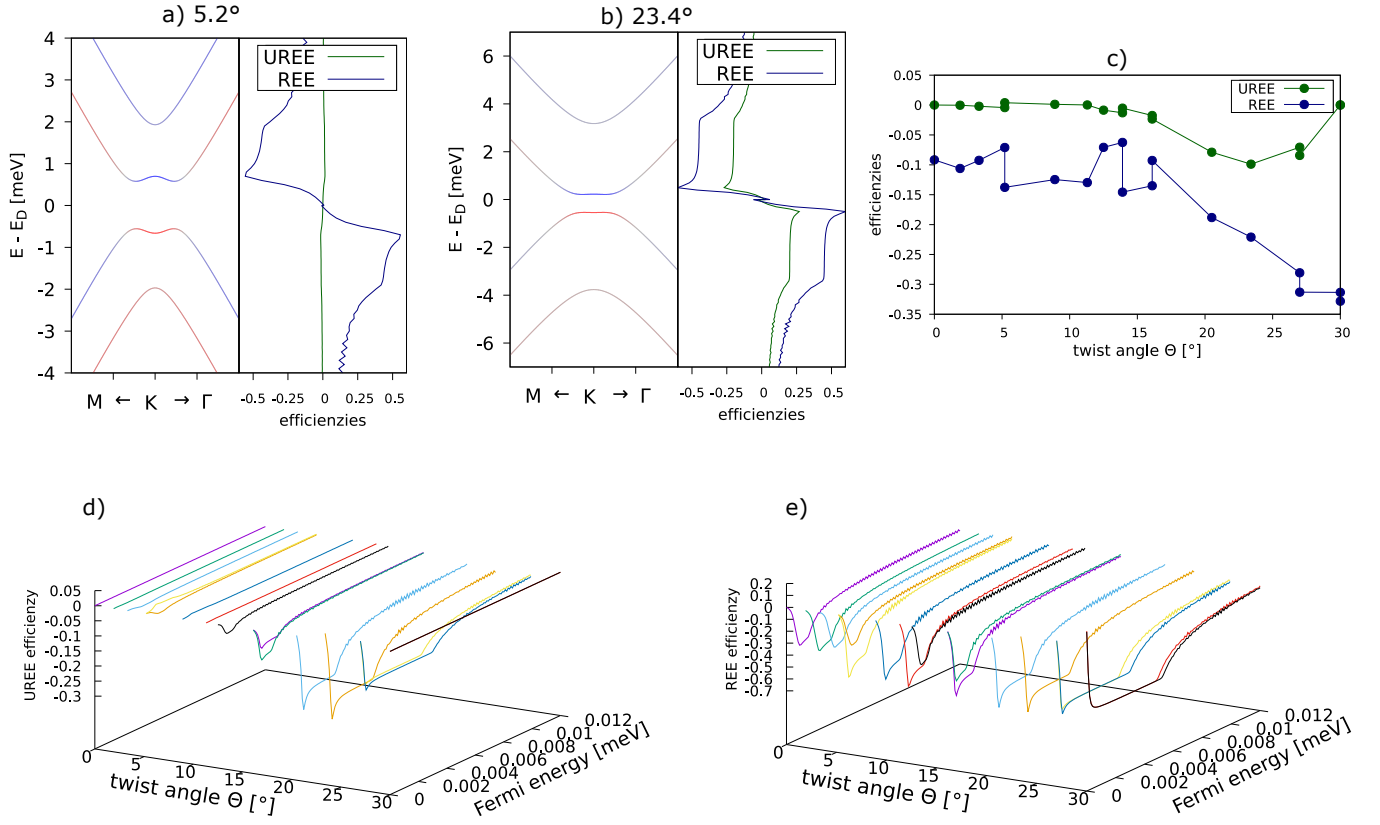 a) 5.2°
4
3
2
1
0
-1
-2
-3
-4
E - E_D [meV]
M ← K → Γ
UREE
REE
-0.5 -0.25 0 0.25 0.5
efficienzies
b) 23.4°
6
4
2
0
-2
-4
-6
E - E_D [meV]
M ← K → Γ
UREE
REE
-0.5 -0.25 0 0.25 0.5
efficienzies
c)
0.05
0
-0.05
-0.1
-0.15
-0.2
-0.25
-0.3
-0.35
efficienzies
UREE
REE
0 5 10 15 20 25 30
twist angle Θ [°]
d)
0.05
0
-0.05
-0.1
-0.15
-0.2
-0.25
-0.3
UREE efficienzy
0 5 10 15 20 25 30
twist angle Θ [°]
0 0.002 0.004 0.006 0.008 0.01 0.012
Fermi energy [meV]
e)
0.2
0.1
0
-0.1
-0.2
-0.3
-0.4
-0.5
-0.6
-0.7
REE efficienzy
0 5 10 15 20 25 30
twist angle Θ [°]
0 0.002 0.004 0.006 0.008 0.01 0.012
Fermi energy [meV]